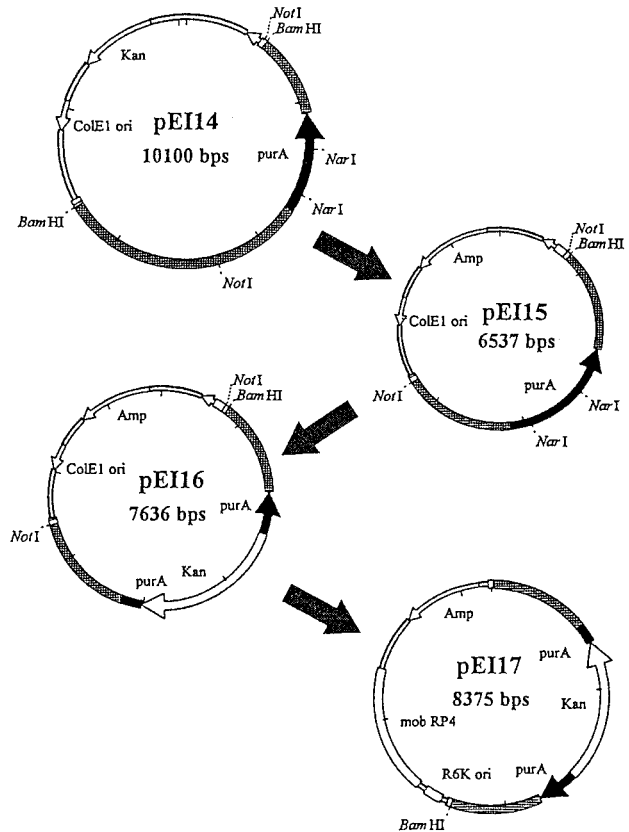 NotI
BamHI
Kan
ColE1 ori
pEI14
10100 bps
purA
NarI
NarI
BamHI
NotI
NotI
BamHI
Amp
ColE1 ori
pEI15
6537 bps
purA
NotI
NarI
NarI
NotI
BamHI
Amp
ColE1 ori
pEI16
7636 bps
purA
NotI
Kan
purA
Amp
pEI17
8375 bps
purA
Kan
mob RP4
R6K ori
purA
BamHI